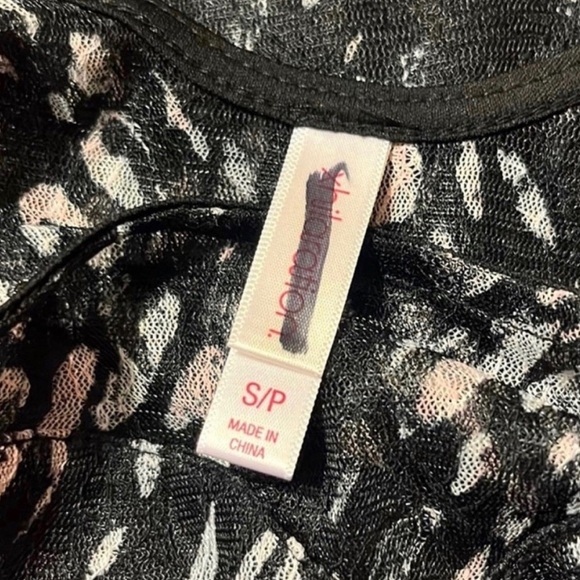 xhilaration.
S/P
MADE IN
CHINA